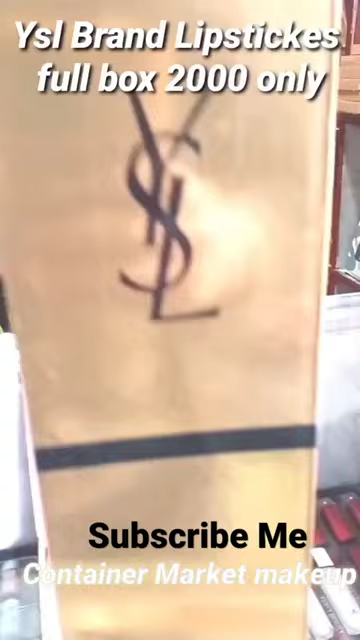 Ysl Brand Lipstickes
full box 2000 only
YSL
Subscribe Me
Container Market makeup